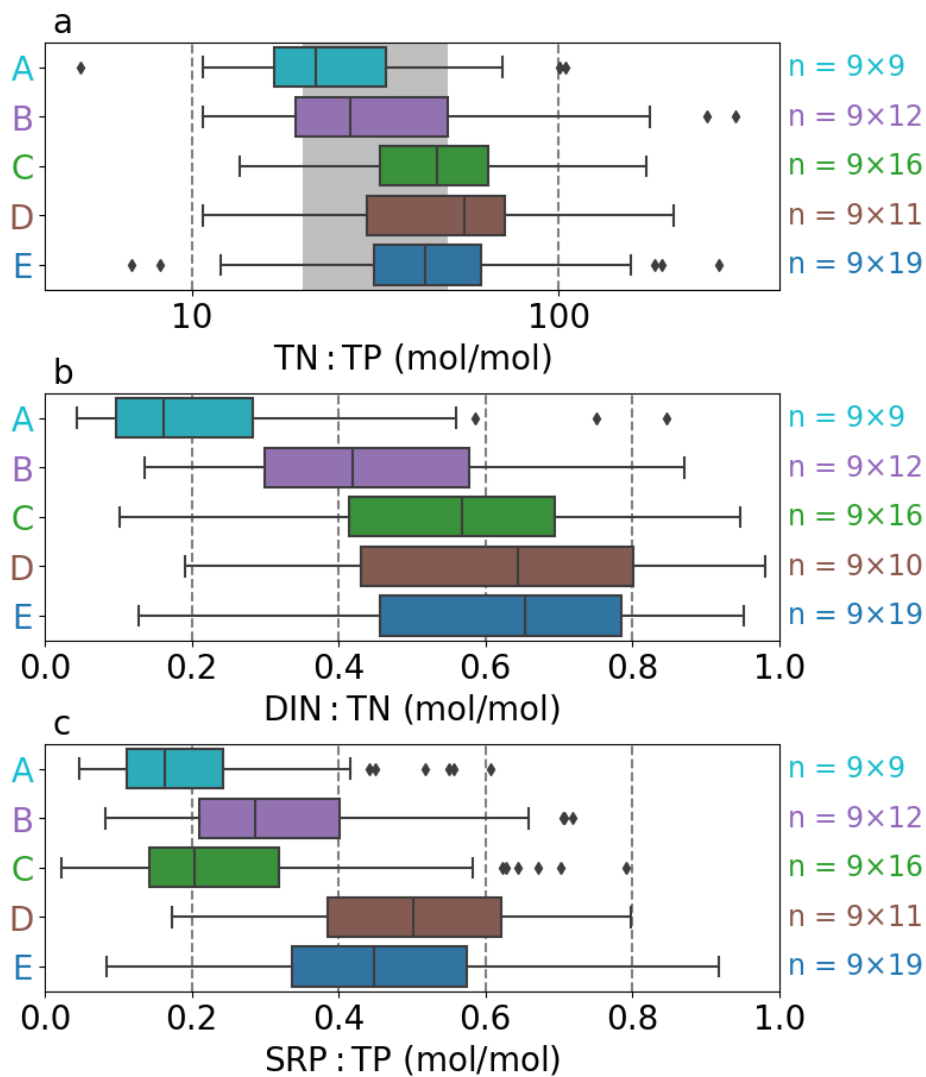 a
A n = 9×9
B n = 9×12
C n = 9×16
D n = 9×11
E n = 9×19
10 100
TN : TP (mol/mol)
b
A n = 9×9
B n = 9×12
C n = 9×16
D n = 9×10
E n = 9×19
0.0 0.2 0.4 0.6 0.8 1.0
DIN : TN (mol/mol)
c
A n = 9×9
B n = 9×12
C n = 9×16
D n = 9×11
E n = 9×19
0.0 0.2 0.4 0.6 0.8 1.0
SRP : TP (mol/mol)